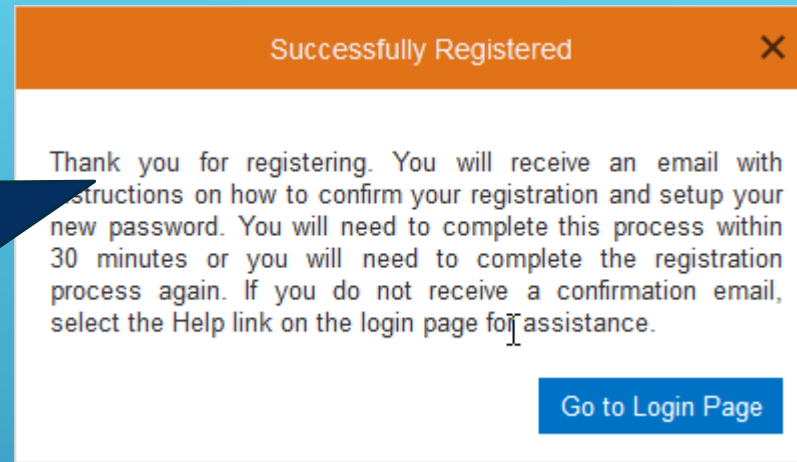 Successfully Registered
Thank you for registering. You will receive an email with
instructions on how to confirm your registration and setup your
new password. You will need to complete this process within
30 minutes or you will need to complete the registration
process again. If you do not receive a confirmation email,
select the Help link on the login page for assistance.
Go to Login Page